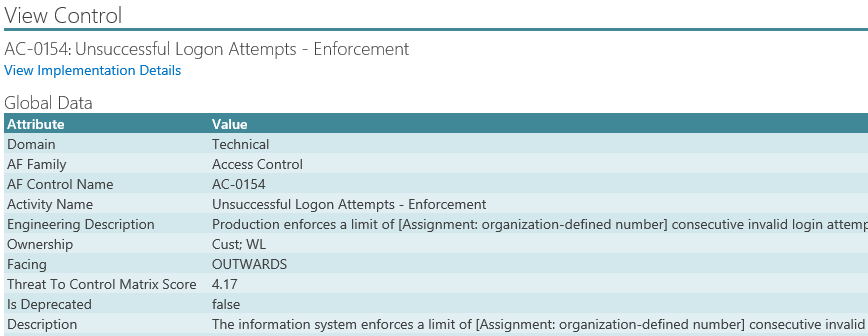 View Control
AC-0154: Unsuccessful Logon Attempts - Enforcement
View Implementation Details
Global Data
Attribute Value
Domain Technical
AF Family Access Control
AF Control Name AC-0154
Activity Name Unsuccessful Logon Attempts - Enforcement
Engineering Description Production enforces a limit of [Assignment: organization-defined number] consecutive invalid login attemp
Ownership Cust; WL
Facing OUTWARDS
Threat To Control Matrix Score 4.17
Is Deprecated false
Description The information system enforces a limit of [Assignment: organization-defined number] consecutive invalid